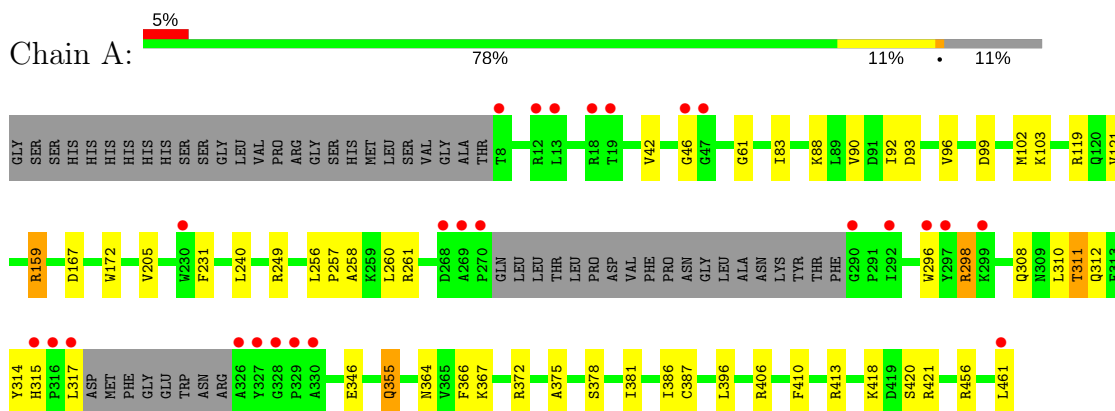 5%
Chain A:
78% 11% • 11%
GLY SER SER HIS HIS HIS HIS HIS HIS SER SER GLY LEU VAL PRO ARG GLY SER HIS MET LEU SER VAL GLY ALA THR T8 R12 L13 R18 T19 V42 G46 G47 G61 I83 K88 L89 V90 D91 I92 D93 V96 D99 M102 K103 R119 Q120 V121
R159 D167 W172 V205 W230 F231 L240 R249 L256 P257 A258 K259 L260 R261 D268 A269 P270 GLN LEU LEU THR LEU PRO ASP VAL PHE PRO ASN GLY LEU ALA ASN LYS TYR THR PHE G290 P291 I292 W296 Y297 R298 K299 Q308 N309 L310 T311 Q312 E313
Y314 H315 P316 L317 ASP MET PHE GLY GLU TRP ASN ARG A326 Y327 G328 P329 A330 E346 Q355 N364 V365 F366 K367 R372 A375 S378 I381 I386 C387 L396 R406 F410 R413 K418 D419 S420 R421 R456 L461